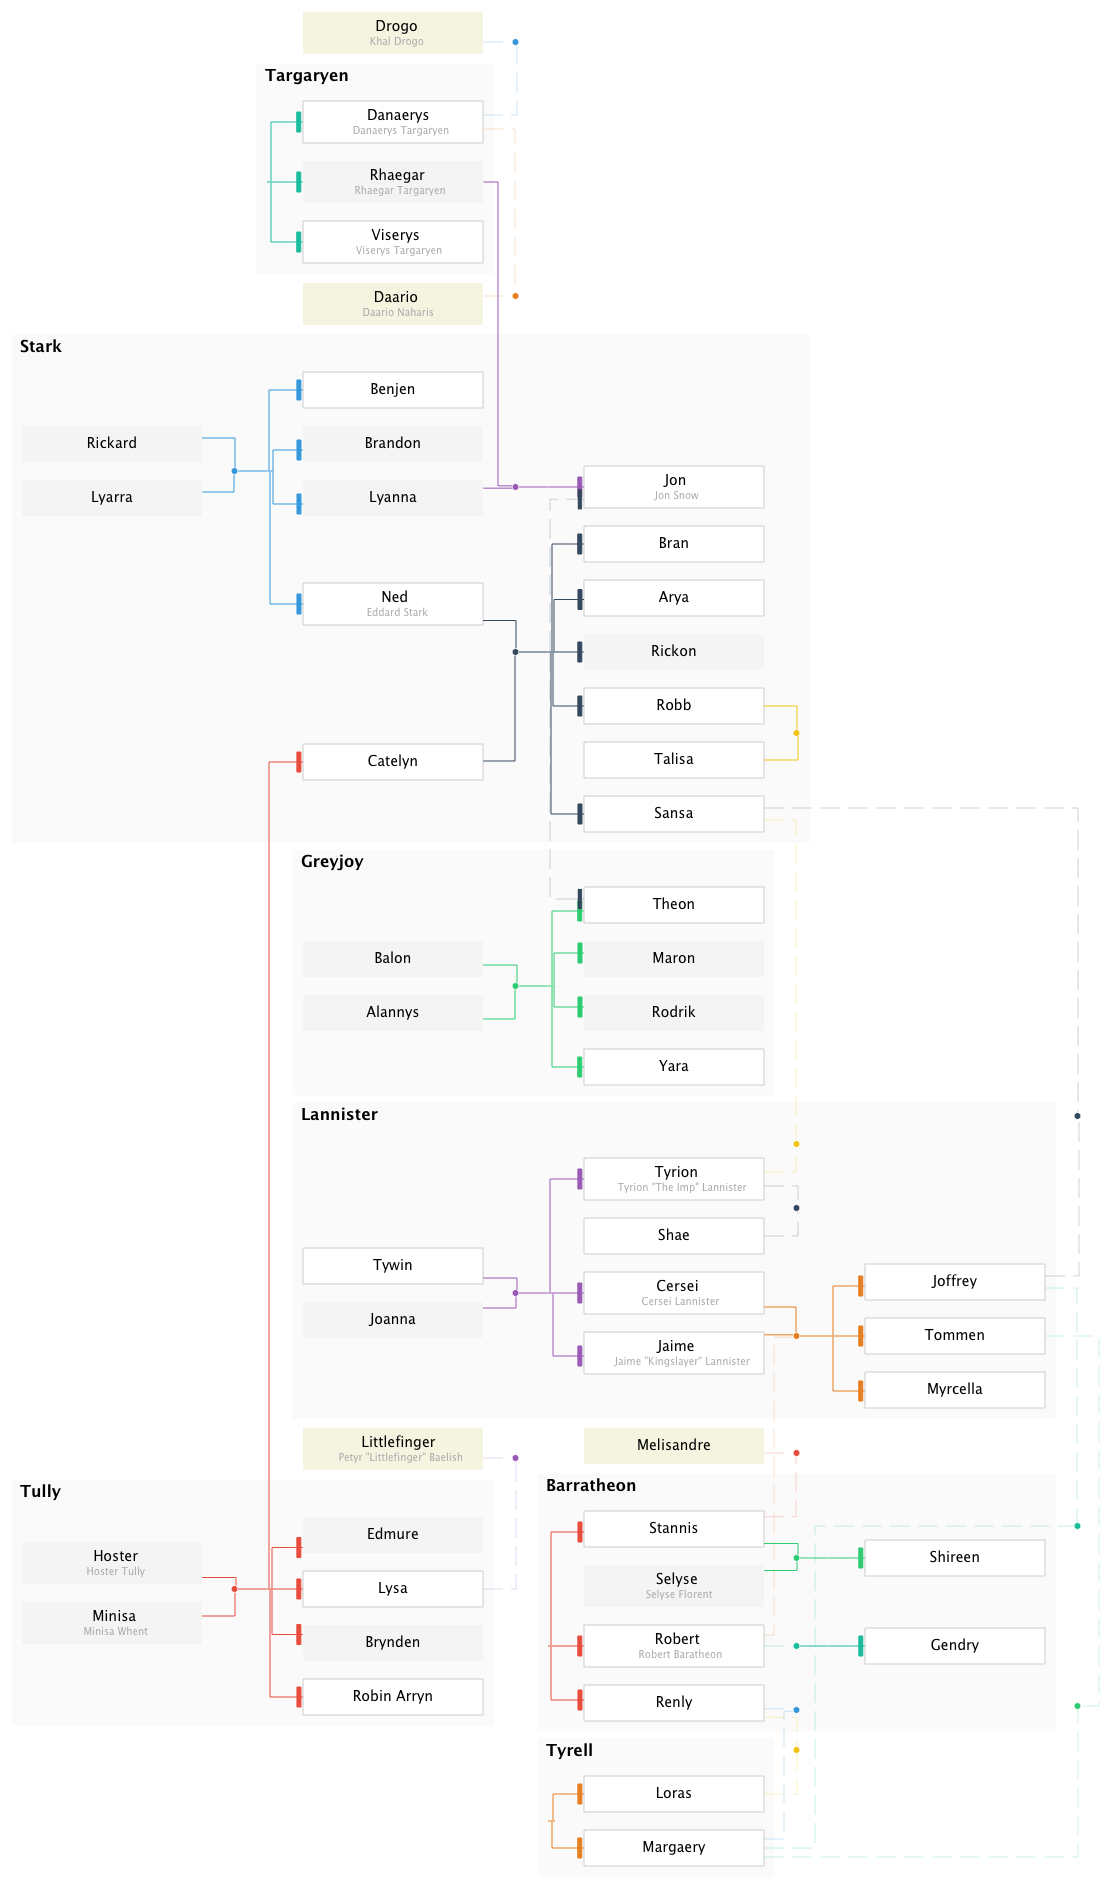 Drogo
Khal Drogo
Targaryen
Danaerys
Danaerys Targaryen
Rhaegar
Rhaegar Targaryen
Viserys
Viserys Targaryen
Daario
Daario Naharis
Stark
Benjen
Rickard
Brandon
Lyarra
Lyanna
Jon
Jon Snow
Bran
Ned
Eddard Stark
Arya
Rickon
Robb
Catelyn
Talisa
Sansa
Greyjoy
Theon
Balon
Maron
Alannys
Rodrik
Yara
Lannister
Tyrion
Tyrion "The Imp" Lannister
Shae
Tywin
Cersei
Cersei Lannister
Joffrey
Joanna
Jaime
Jaime "Kingslayer" Lannister
Tommen
Myrcella
Littlefinger
Petyr "Littlefinger" Baelish
Melisandre
Tully
Barratheon
Edmure
Stannis
Hoster
Hoster Tully
Lysa
Selyse
Selyse Florent
Shireen
Minisa
Minisa Whent
Brynden
Robert
Robert Baratheon
Gendry
Robin Arryn
Renly
Tyrell
Loras
Margaery